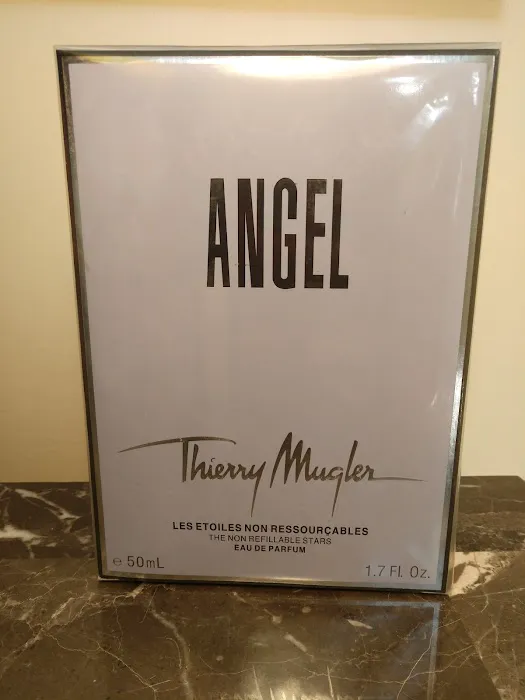 ANGEL
Thierry Mugler
LES ETOILES NON RESSOURÇABLES
THE NON REFILLABLE STARS
EAU DE PARFUM
℮ 50mL 1.7 Fl. Oz.